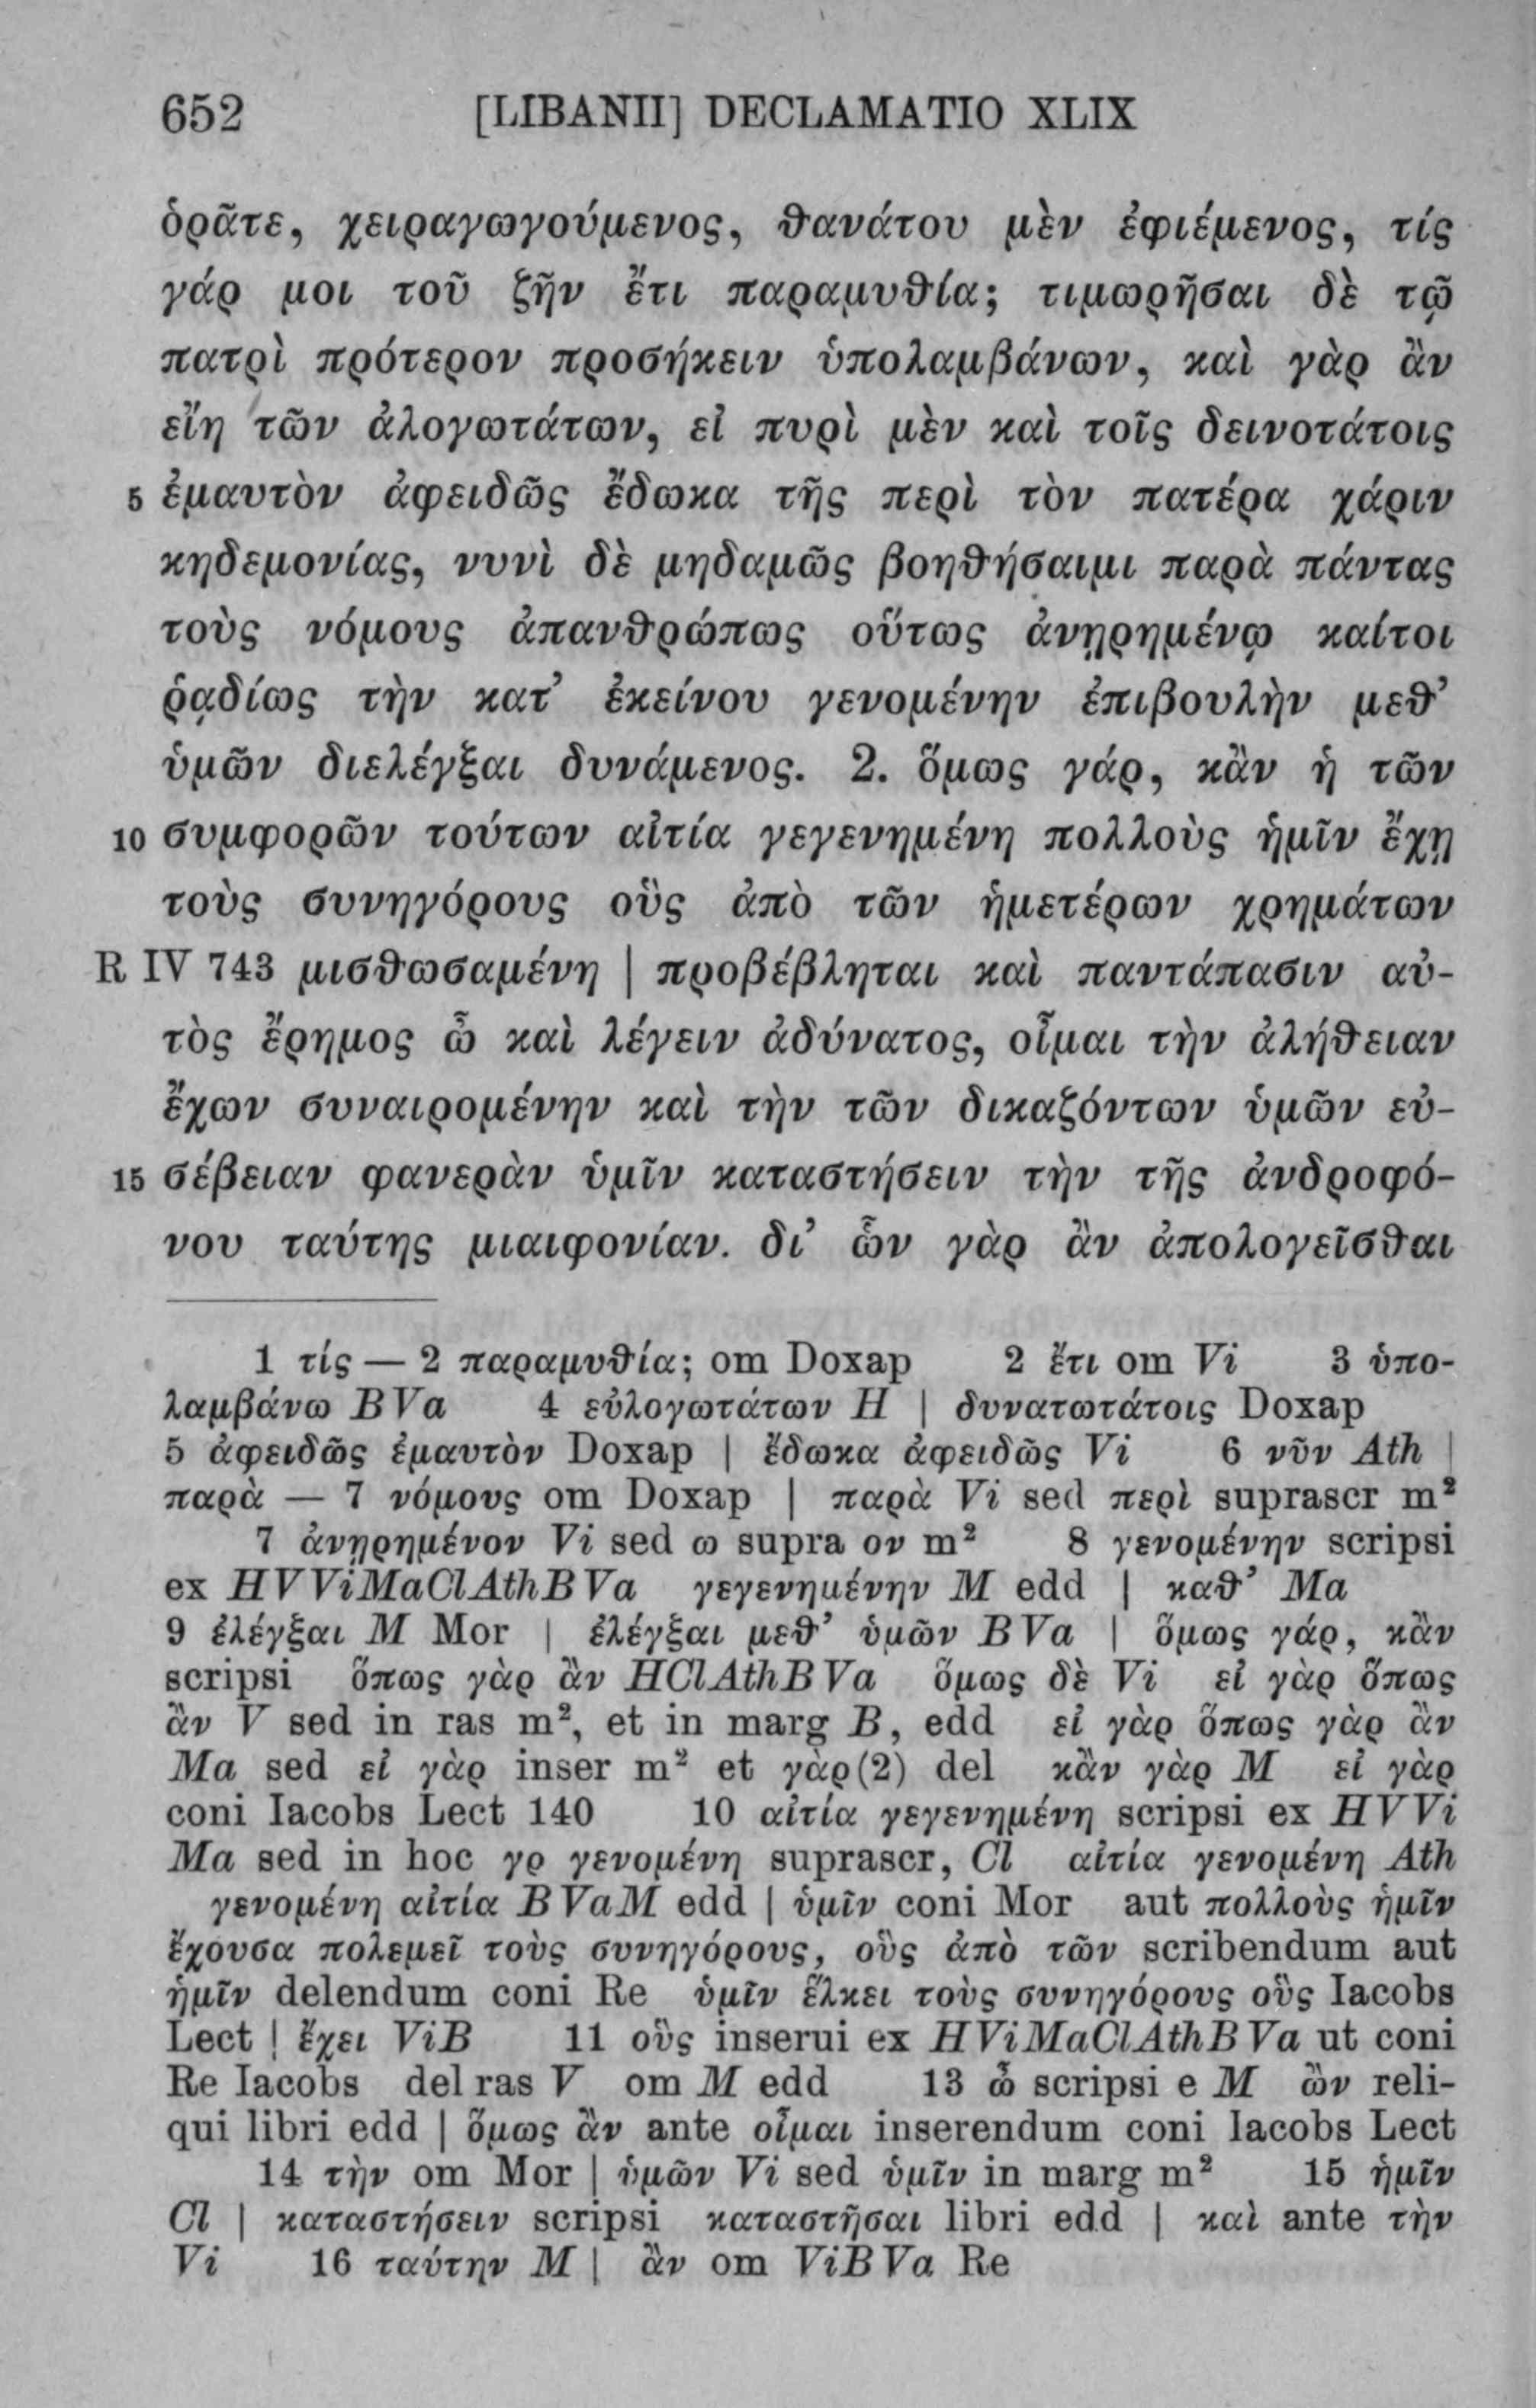 652 [LIBANII] DECLAMATIO XLIX
ὁρᾶτε, χειραγωγούμενος, θανάτου μὲν ἐφιέμενος, τίς
γάρ μοι τοῦ ζῆν ἔτι παραμυθία; τιμωρῆσαι δὲ τῷ
πατρὶ πρότερον προσήκειν ὑπολαμβάνων, καὶ γὰρ ἂν
εἴη τῶν ἀλογωτάτων, εἰ πυρὶ μὲν καὶ τοῖς δεινοτάτοις
5 ἐμαυτὸν ἀφειδῶς ἔδωκα τῆς περὶ τὸν πατέρα χάριν
κηδεμονίας, νυνὶ δὲ μηδαμῶς βοηθήσαιμι παρὰ πάντας
τοὺς νόμους ἀπανθρώπως οὕτως ἀνῃρημένῳ καίτοι
ῥᾳδίως τὴν κατ’ ἐκείνου γενομένην ἐπιβουλὴν μεθ’
ὑμῶν διελέγξαι δυνάμενος. 2. ὅμως γάρ, κἂν ἡ τῶν
10 συμφορῶν τούτων αἰτία γεγενημένη πολλοὺς ἡμῖν ἔχῃ
τοὺς συνηγόρους οὓς ἀπὸ τῶν ἡμετέρων χρημάτων
R IV 743 μισθωσαμένη | προβέβληται καὶ παντάπασιν αὐ-
τὸς ἔρημος ὦ καὶ λέγειν ἀδύνατος, οἶμαι τὴν ἀλήθειαν
ἔχων συναιρομένην καὶ τὴν τῶν δικαζόντων ὑμῶν εὐ-
15 σέβειαν φανερὰν ὑμῖν καταστήσειν τὴν τῆς ἀνδροφό-
νου ταύτης μιαιφονίαν. δι’ ὧν γὰρ ἂν ἀπολογεῖσθαι
1 τίς — 2 παραμυθία; om Doxap 2 ἔτι om Vi 3 ὑπο-
λαμβάνω BVa 4 εὐλογωτάτων H | δυνατωτάτοις Doxap
5 ἀφειδῶς ἐμαυτὸν Doxap | ἔδωκα ἀφειδῶς Vi 6 νῦν Ath |
παρὰ — 7 νόμους om Doxap | παρὰ Vi sed περὶ suprascr m²
7 ἀνῃρημένον Vi sed ω supra ον m² 8 γενομένην scripsi
ex HVViMaClAthBVa γεγενημένην M edd | καθ’ Ma
9 ἐλέγξαι M Mor | ἐλέγξαι μεθ’ ὑμῶν BVa | ὅμως γάρ, κἂν
scripsi ὅπως γὰρ ἂν HClAthBVa ὅμως δὲ Vi εἰ γὰρ ὅπως
ἂν V sed in ras m², et in marg B, edd εἰ γὰρ ὅπως γὰρ ἂν
Ma sed εἰ γὰρ inser m² et γὰρ(2) del κἂν γὰρ M εἰ γὰρ
coni Iacobs Lect 140 10 αἰτία γεγενημένη scripsi ex HVVi
Ma sed in hoc γρ γενομένη suprascr, Cl αἰτία γενομένη Ath
γενομένη αἰτία BVaM edd | ὑμῖν coni Mor aut πολλοὺς ἡμῖν
ἔχουσα πολεμεῖ τοὺς συνηγόρους, οὓς ἀπὸ τῶν scribendum aut
ἡμῖν delendum coni Re ὑμῖν ἕλκει τοὺς συνηγόρους οὓς Iacobs
Lect | ἔχει ViB 11 οὓς inserui ex HViMaClAthBVa ut coni
Re Iacobs del ras V om M edd 13 ὦ scripsi e M ὢν reli-
qui libri edd | ὅμως ἂν ante οἶμαι inserendum coni Iacobs Lect
14 τὴν om Mor | ὑμῶν Vi sed ὑμῖν in marg m² 15 ἡμῖν
Cl | καταστήσειν scripsi καταστῆσαι libri edd | καὶ ante τὴν
Vi 16 ταύτην M | ἂν om ViBVa Re